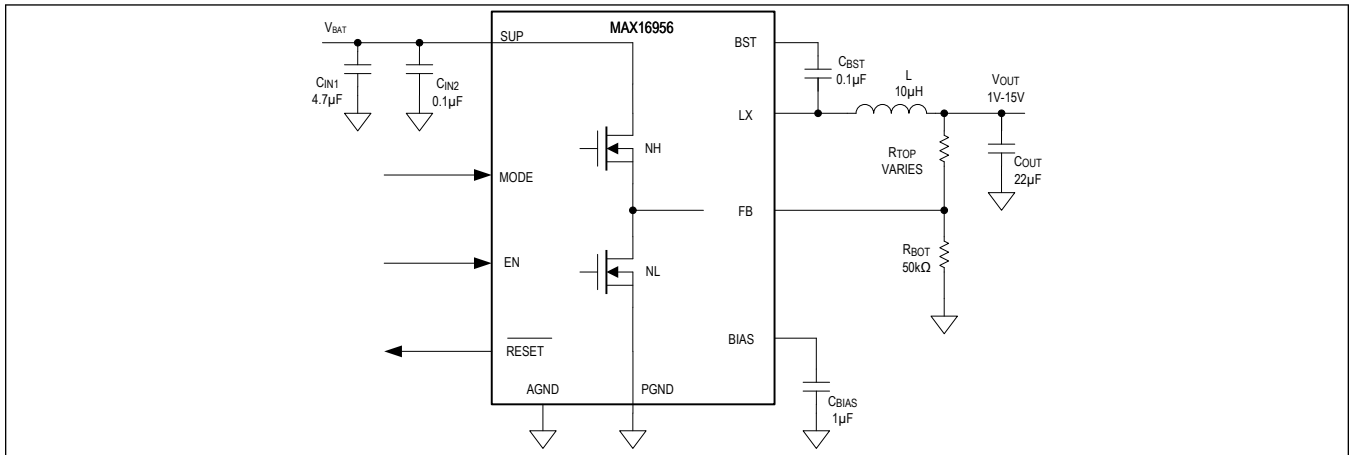 MAX16956
VBAT
SUP
BST
CIN1
4.7µF
CIN2
0.1µF
CBST
0.1µF
L
10µH
VOUT
1V-15V
LX
NH
RTOP
VARIES
COUT
22µF
MODE
FB
RBOT
50kΩ
EN
NL
BIAS
RESET
AGND
PGND
CBIAS
1µF